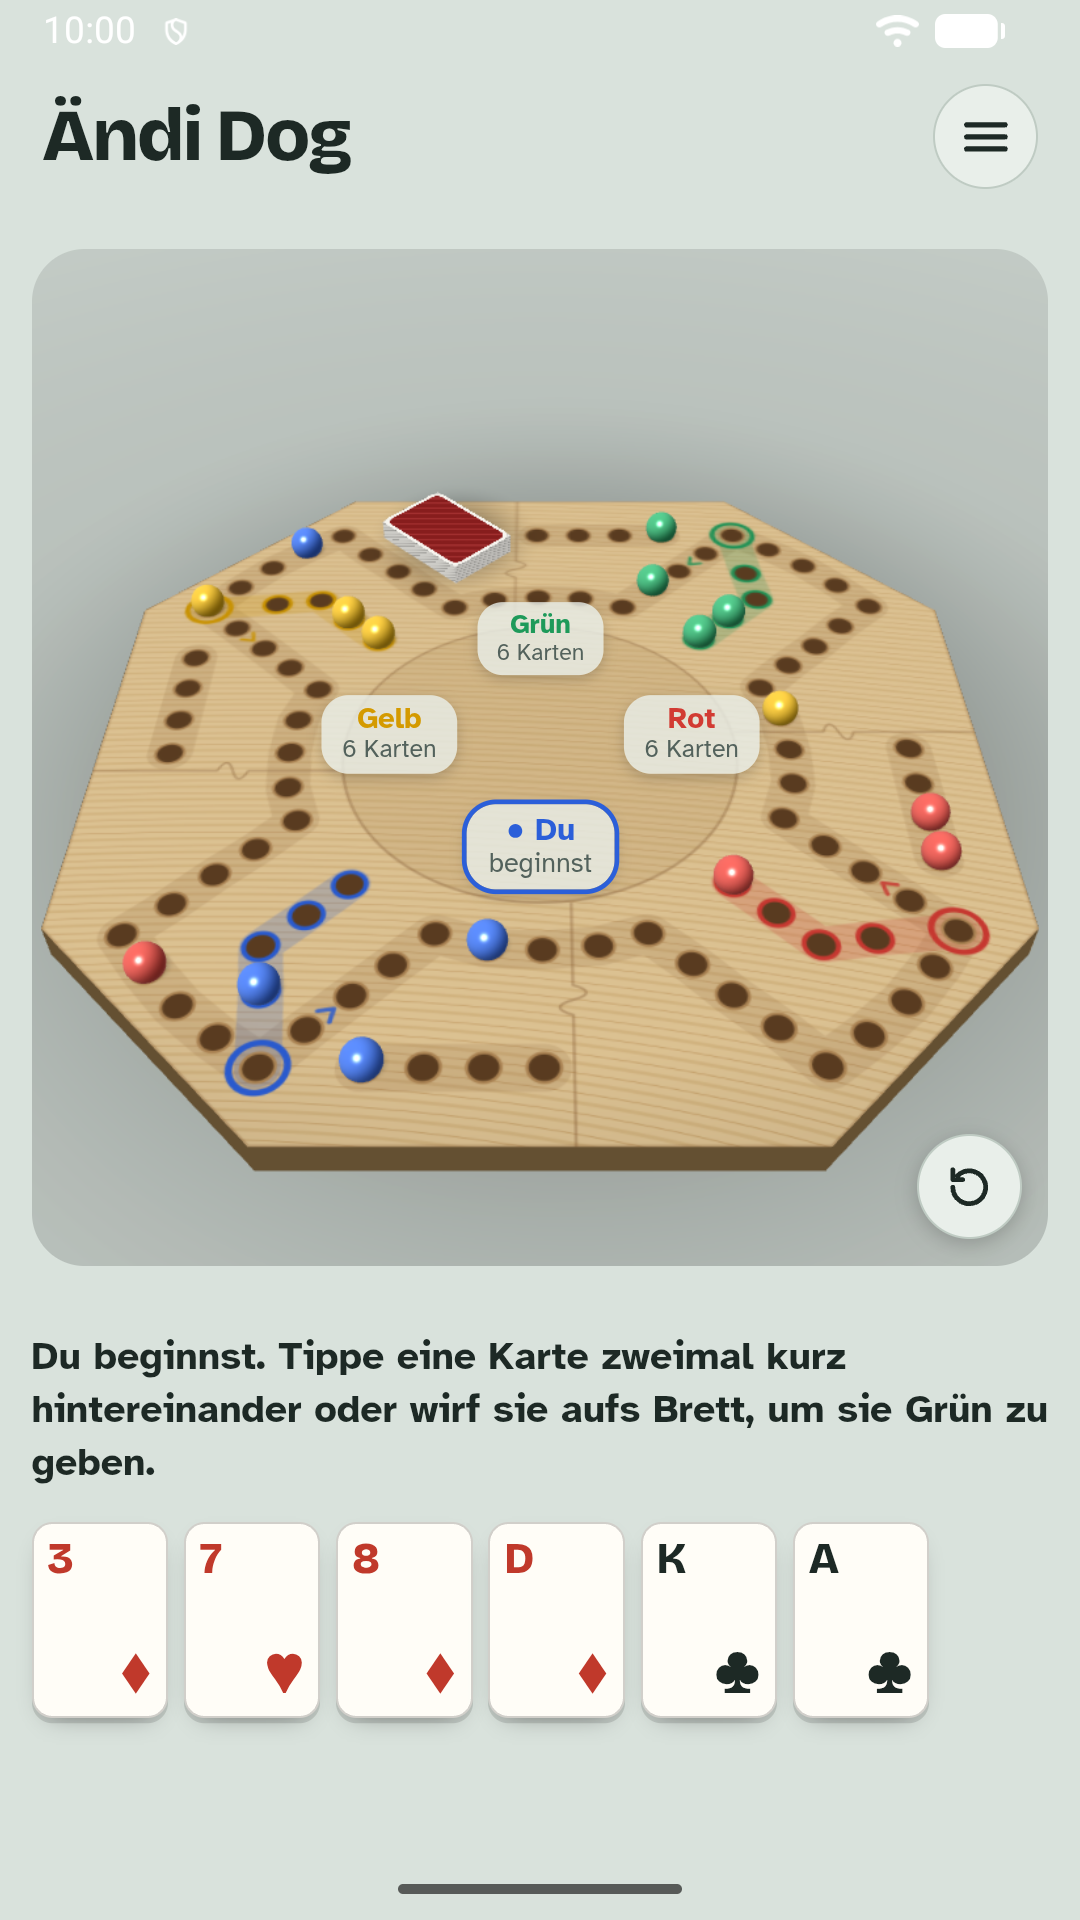 10:00
Ändi Dog
Grün
6 Karten
Gelb
6 Karten
Rot
6 Karten
Du
beginnst
Du beginnst. Tippe eine Karte zweimal kurz
hintereinander oder wirf sie aufs Brett, um sie Grün zu
geben.
3 7 8 D K A